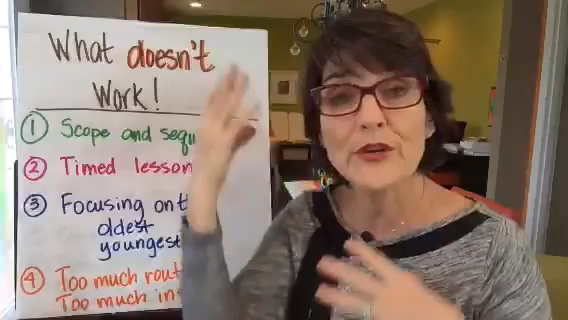 What doesn't
Work!
1 Scope and sequ
2 Timed lesson
3 Focusing on t
oldest
youngest
4 Too much rout
Too much in